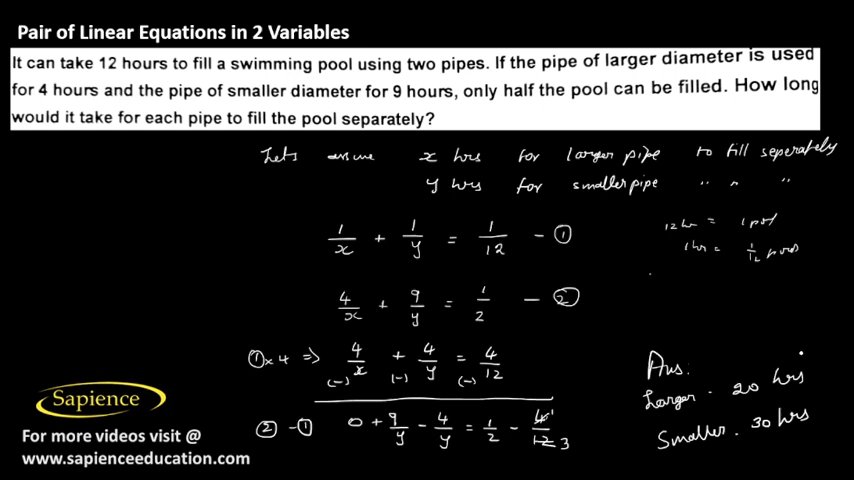 Pair of Linear Equations in 2 Variables
It can take 12 hours to fill a swimming pool using two pipes. If the pipe of larger diameter is used
for 4 hours and the pipe of smaller diameter for 9 hours, only half the pool can be filled. How long
would it take for each pipe to fill the pool separately?
Lets assume x hrs for larger pipe to fill seperately
y hrs for smaller pipe " " "
1/x + 1/y = 1/12 - ①
12 hr = 1 pool
1 hr = 1/12 pools
4/x + 9/y = 1/2 - ②
① x 4 => 4/x + 4/y = 4/12
(-) (-) (-)
② - ① 0 + 9/y - 4/y = 1/2 - 4¹/12 3
Ans:
Larger - 20 hrs
Smaller - 30 hrs
Sapience
For more videos visit @
www.sapienceeducation.com